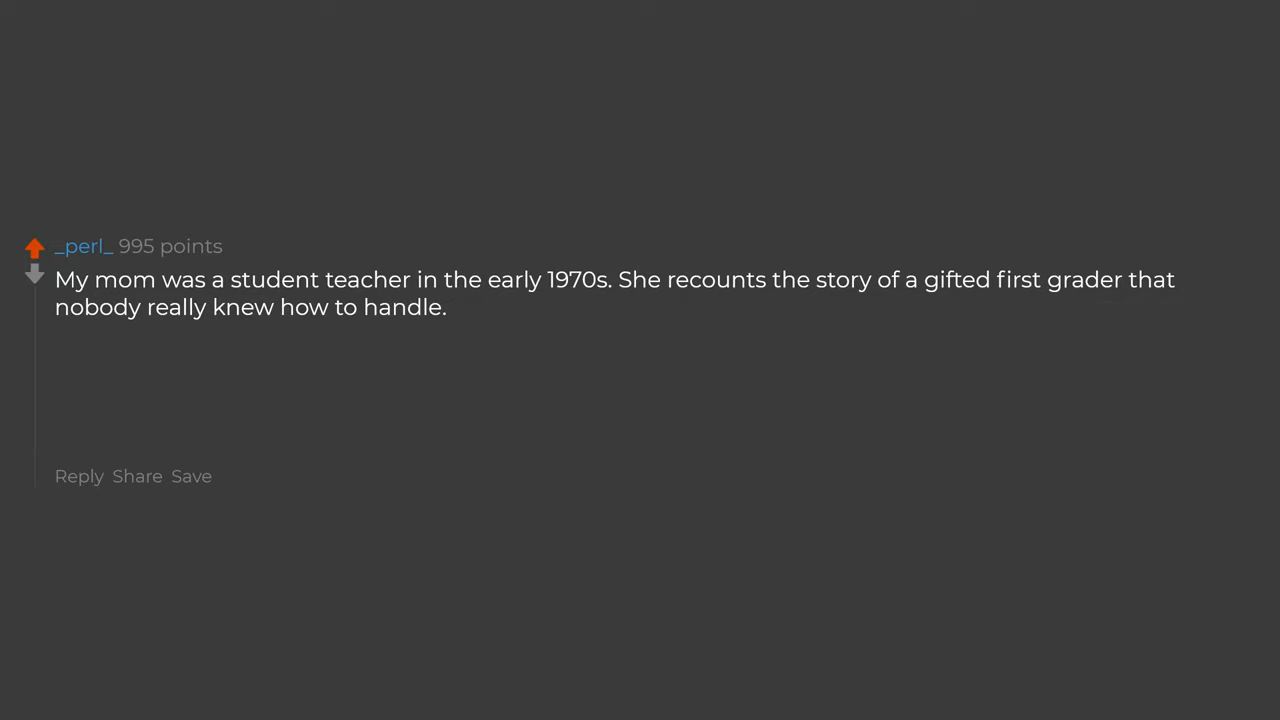 _perl_ 995 points
My mom was a student teacher in the early 1970s. She recounts the story of a gifted first grader that
nobody really knew how to handle.
Reply Share Save